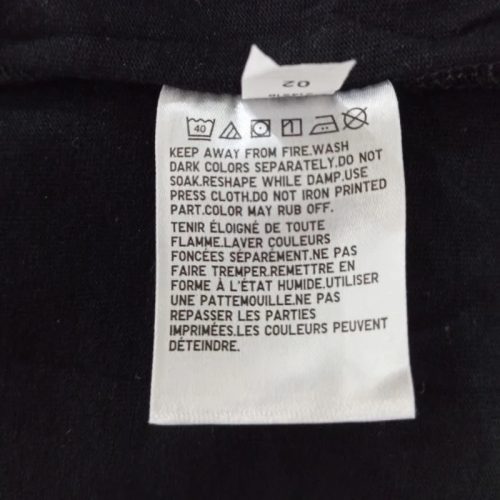 02
40
KEEP AWAY FROM FIRE.WASH
DARK COLORS SEPARATELY.DO NOT
SOAK.RESHAPE WHILE DAMP.USE
PRESS CLOTH.DO NOT IRON PRINTED
PART.COLOR MAY RUB OFF.
TENIR ÉLOIGNÉ DE TOUTE
FLAMME.LAVER COULEURS
FONCÉES SÉPARÉMENT.NE PAS
FAIRE TREMPER.REMETTRE EN
FORME À L'ÉTAT HUMIDE.UTILISER
UNE PATTEMOUILLE.NE PAS
REPASSER LES PARTIES
IMPRIMÉES.LES COULEURS PEUVENT
DÉTEINDRE.